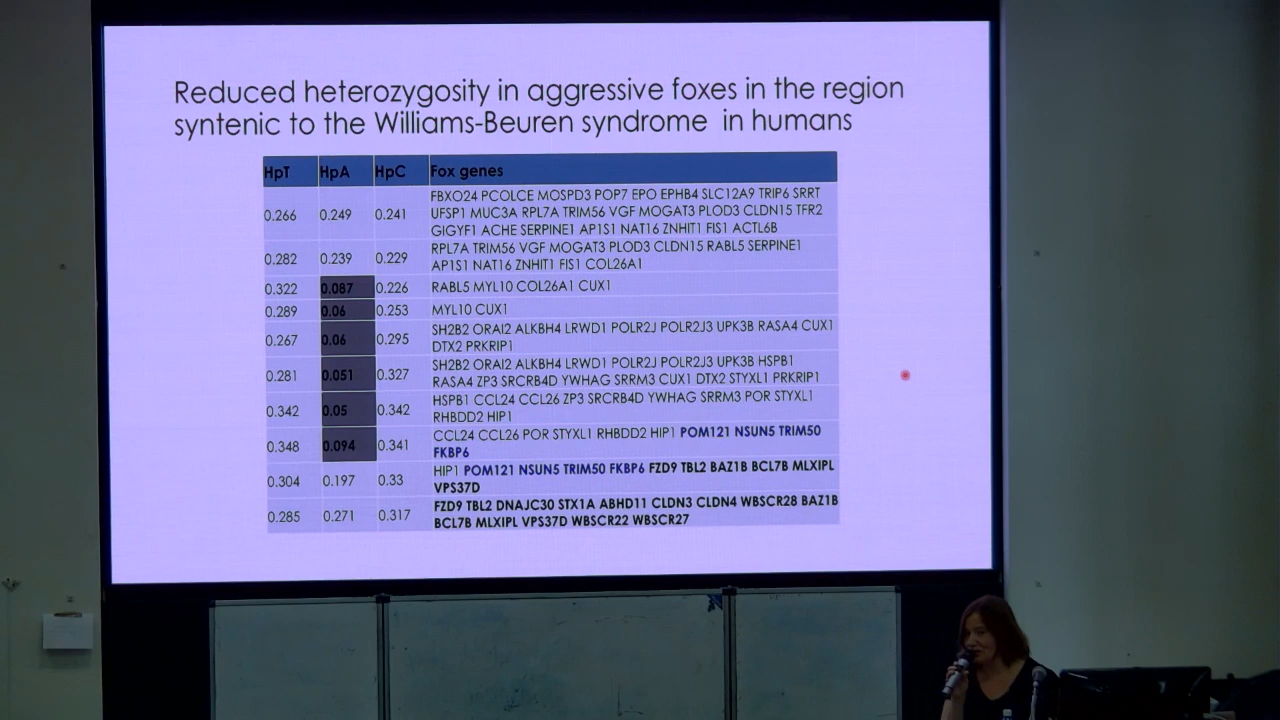 Reduced heterozygosity in aggressive foxes in the region
syntenic to the Williams-Beuren syndrome in humans
HpT HpA HpC Fox genes
0.266 0.249 0.241 FBXO24 PCOLCE MOSPD3 POP7 EPO EPHB4 SLC12A9 TRIP6 SRRT
UFSP1 MUC3A RPL7A TRIM56 VGF MOGAT3 PLOD3 CLDN15 TFR2
GIGYF1 ACHE SERPINE1 AP1S1 NAT16 ZNHIT1 FIS1 ACTL6B
0.282 0.239 0.229 RPL7A TRIM56 VGF MOGAT3 PLOD3 CLDN15 RABL5 SERPINE1
AP1S1 NAT16 ZNHIT1 FIS1 COL26A1
0.322 0.087 0.226 RABL5 MYL10 COL26A1 CUX1
0.289 0.06 0.253 MYL10 CUX1
0.267 0.06 0.295 SH2B2 ORAI2 ALKBH4 LRWD1 POLR2J POLR2J3 UPK3B RASA4 CUX1
DTX2 PRKRIP1
0.281 0.051 0.327 SH2B2 ORAI2 ALKBH4 LRWD1 POLR2J POLR2J3 UPK3B HSPB1
RASA4 ZP3 SRCRB4D YWHAG SRRM3 CUX1 DTX2 STYXL1 PRKRIP1
0.342 0.05 0.342 HSPB1 CCL24 CCL26 ZP3 SRCRB4D YWHAG SRRM3 POR STYXL1
RHBDD2 HIP1
0.348 0.094 0.341 CCL24 CCL26 POR STYXL1 RHBDD2 HIP1 POM121 NSUN5 TRIM50
FKBP6
0.304 0.197 0.33 HIP1 POM121 NSUN5 TRIM50 FKBP6 FZD9 TBL2 BAZ1B BCL7B MLXIPL
VPS37D
0.285 0.271 0.317 FZD9 TBL2 DNAJC30 STX1A ABHD11 CLDN3 CLDN4 WBSCR28 BAZ1B
BCL7B MLXIPL VPS37D WBSCR22 WBSCR27